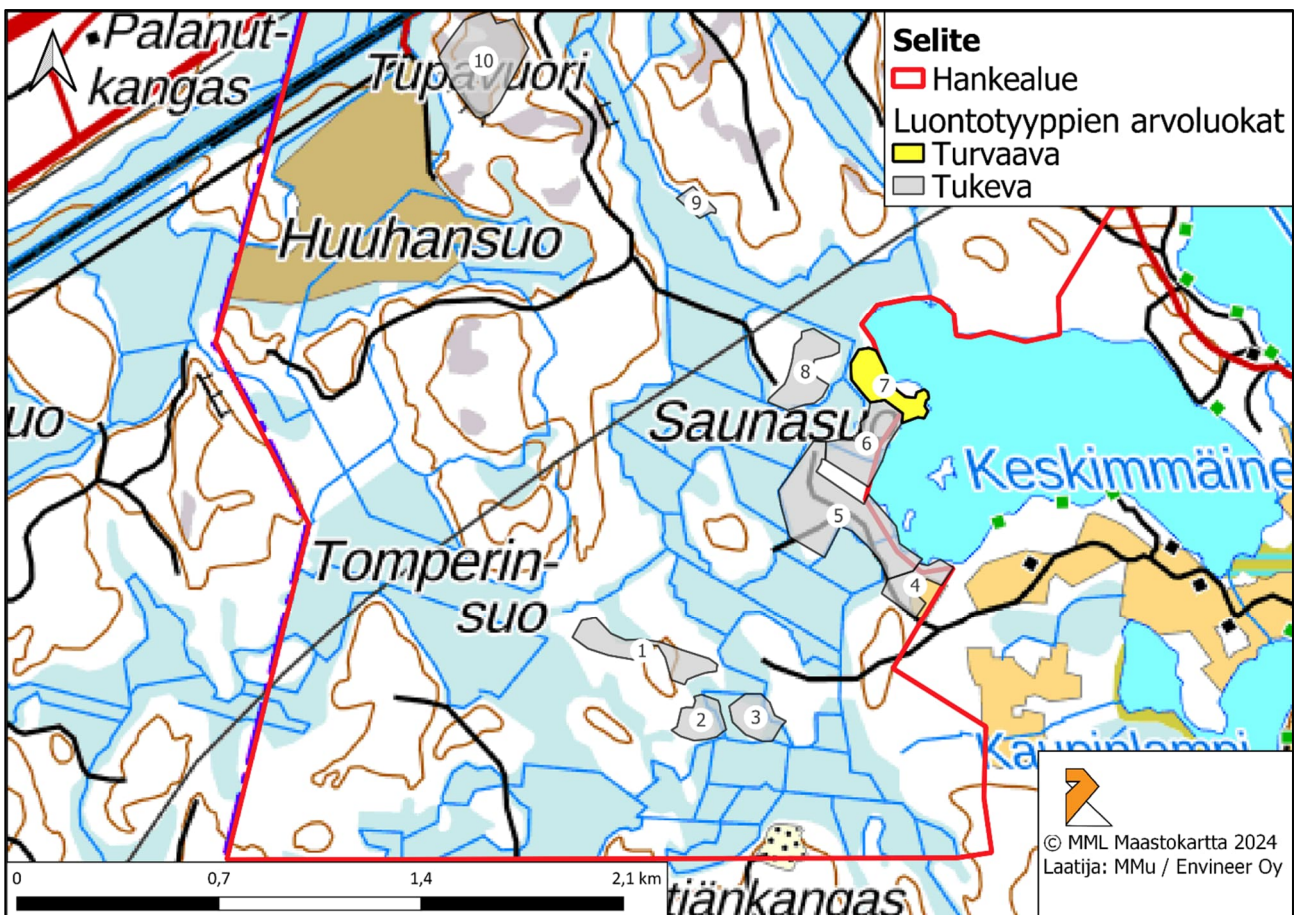 Palanut-
kangas
Tupavuori
10
Selite
Hankealue
Luontotyyppien arvoluokat
Turvaava
Tukeva
9
Huuhansuo
8
7
uo
Saunasuo
6
Keskimmäine
5
Tomperin-
suo
4
1
2
3
Kaupinlampi
© MML Maastokartta 2024
Laatija: MMu / Envineer Oy
0 0,7 1,4 2,1 km
tjänkangas